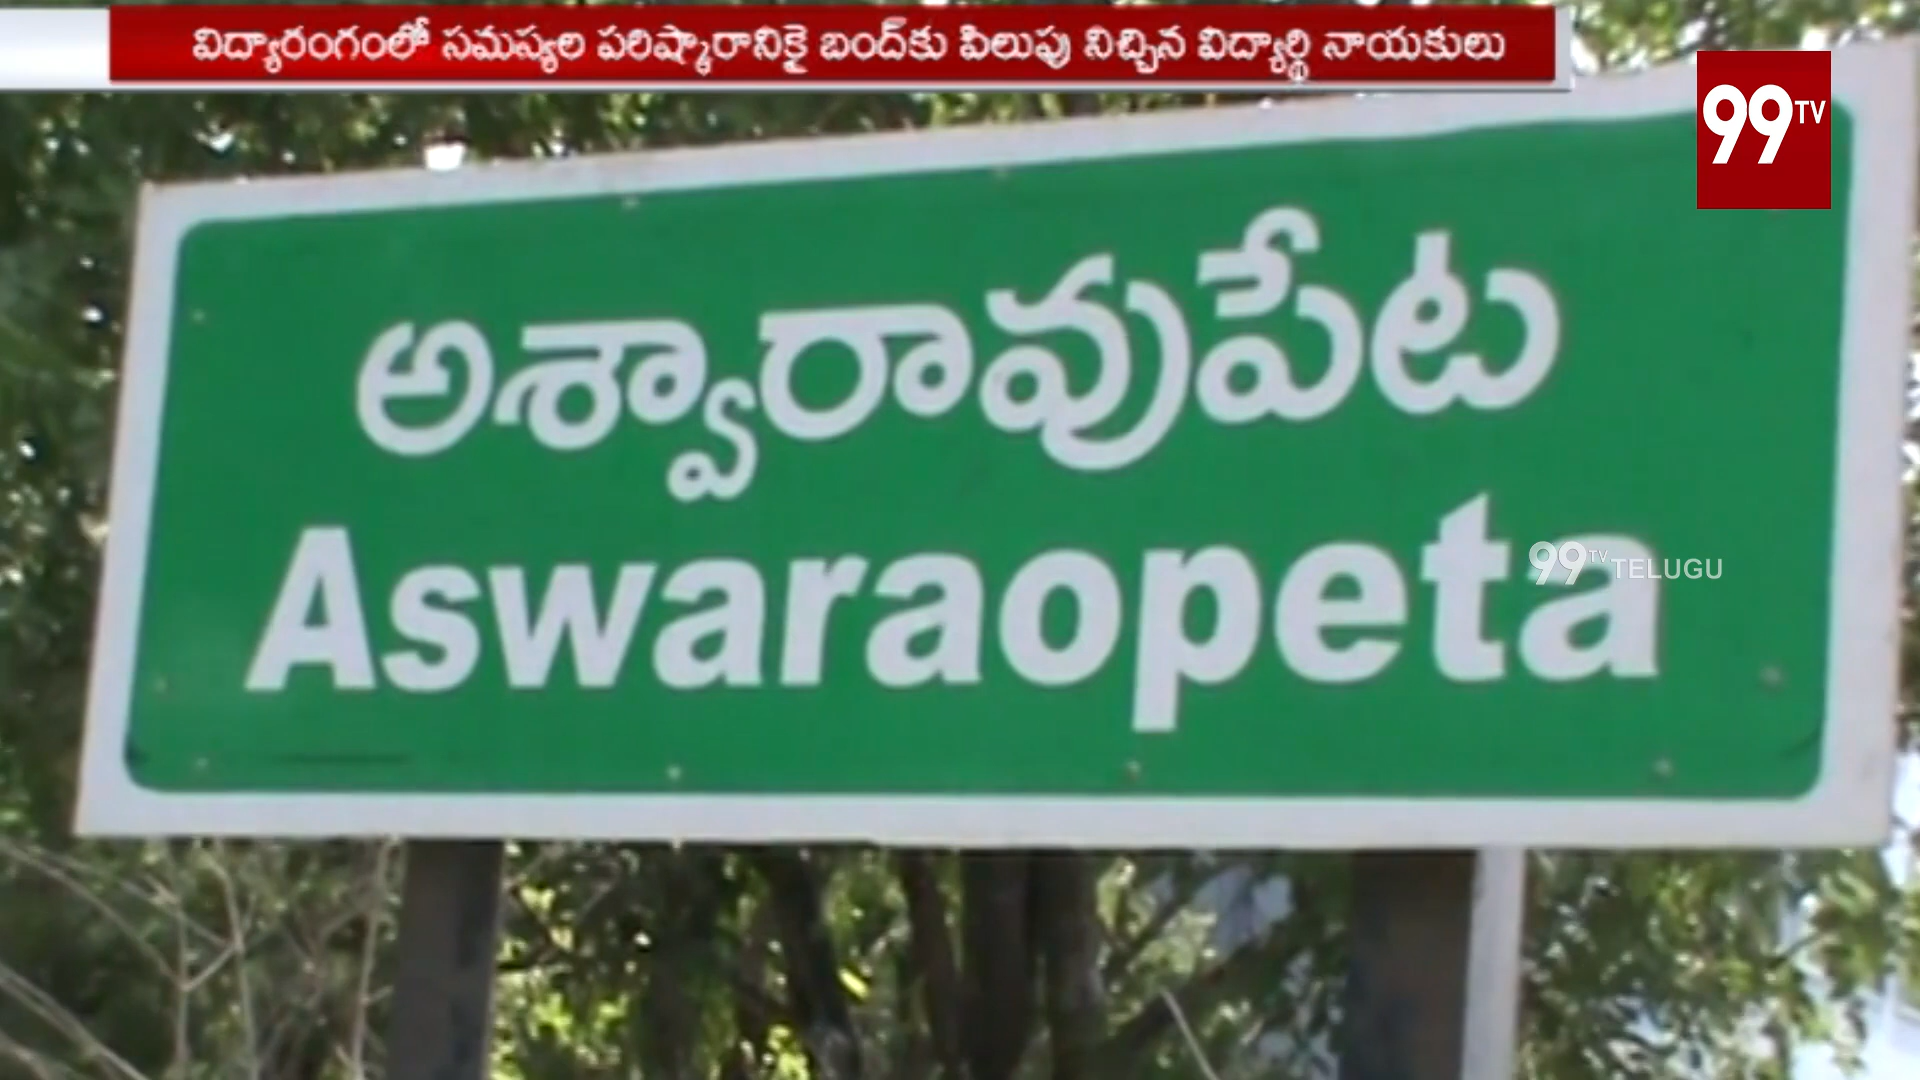 విద్యారంగంలో సమస్యల పరిష్కారానికై బంద్‌కు పిలుపు నిచ్చిన విద్యార్థి నాయకులు
99TV
అశ్వారావుపేట
Aswaraopeta
99TV TELUGU